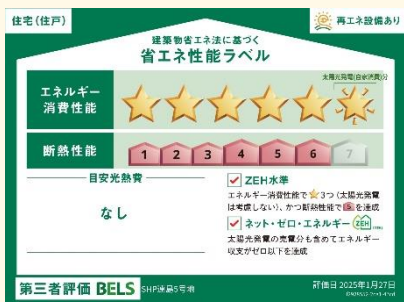 住宅（住戸）
再エネ設備あり
建築物省エネ法に基づく
省エネ性能ラベル
太陽光発電(自家消費)分
エネルギー
消費性能
断熱性能
1 2 3 4 5 6 7
目安光熱費
なし
ZEH水準
エネルギー消費性能で★3つ（太陽光発電
は考慮しない）、かつ断熱性能で5を達成
ネット・ゼロ・エネルギー ZEH
太陽光発電の売電分も含めてエネルギー
収支がゼロ以下を達成
第三者評価 BELS
SHP連島5号地
評価日 2025年1月27日